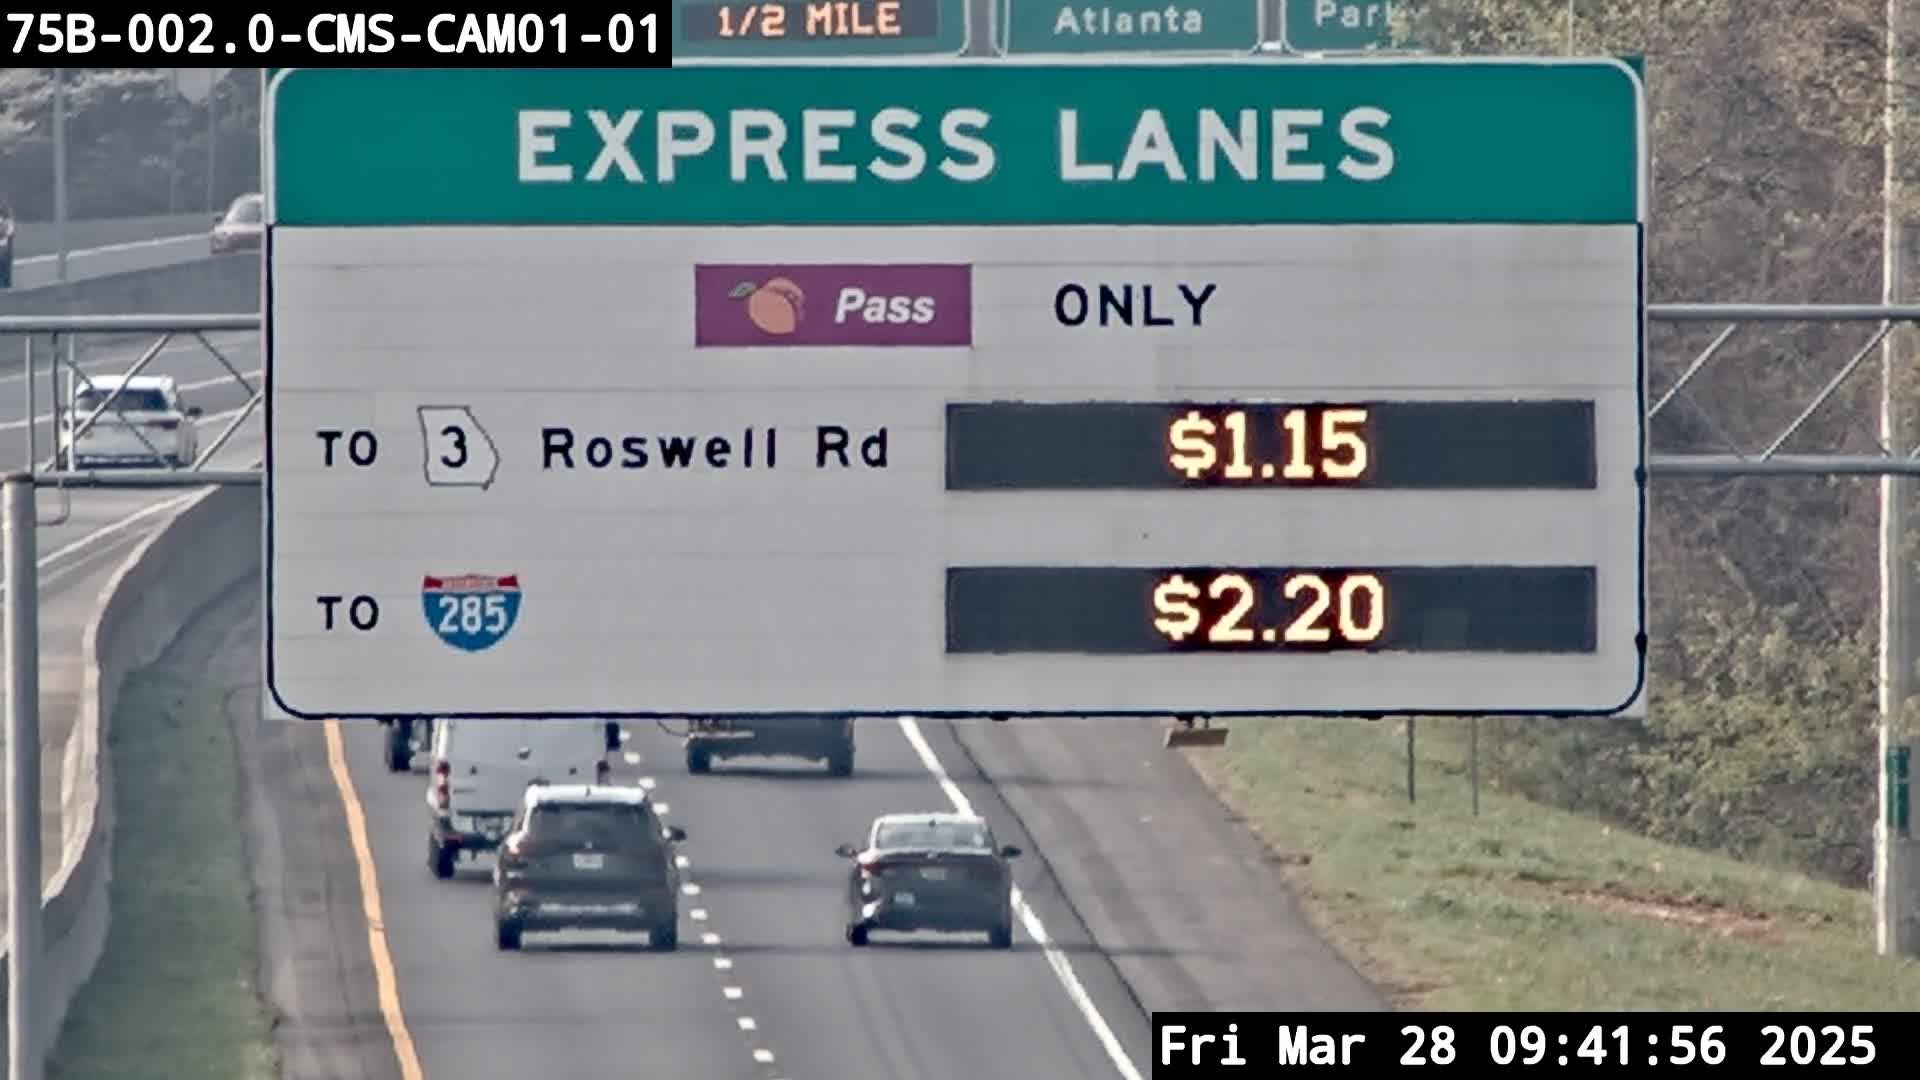 75B-002.0-CMS-CAM01-01
1/2 MILE
Atlanta
EXPRESS LANES
Pass ONLY
TO 3 Roswell Rd $1.15
TO 285 $2.20
Fri Mar 28 09:41:56 2025